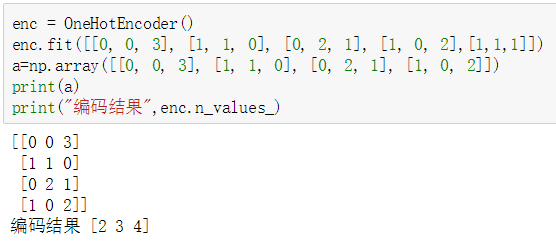 enc = OneHotEncoder()
enc.fit([[0, 0, 3], [1, 1, 0], [0, 2, 1], [1, 0, 2],[1,1,1]])
a=np.array([[0, 0, 3], [1, 1, 0], [0, 2, 1], [1, 0, 2]])
print(a)
print("编码结果",enc.n_values_)
[[0 0 3]
 [1 1 0]
 [0 2 1]
 [1 0 2]]
编码结果 [2 3 4]